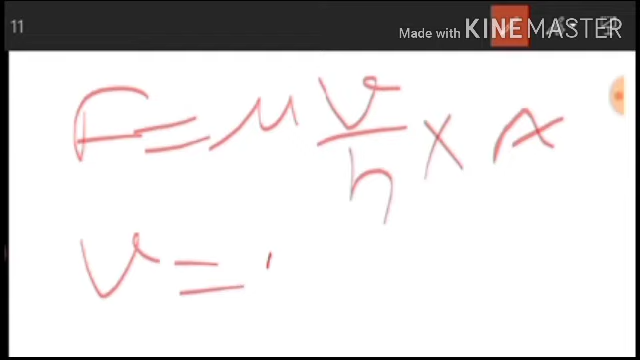 11
Made with KINEMASTER
F = μ v/h × A
v =